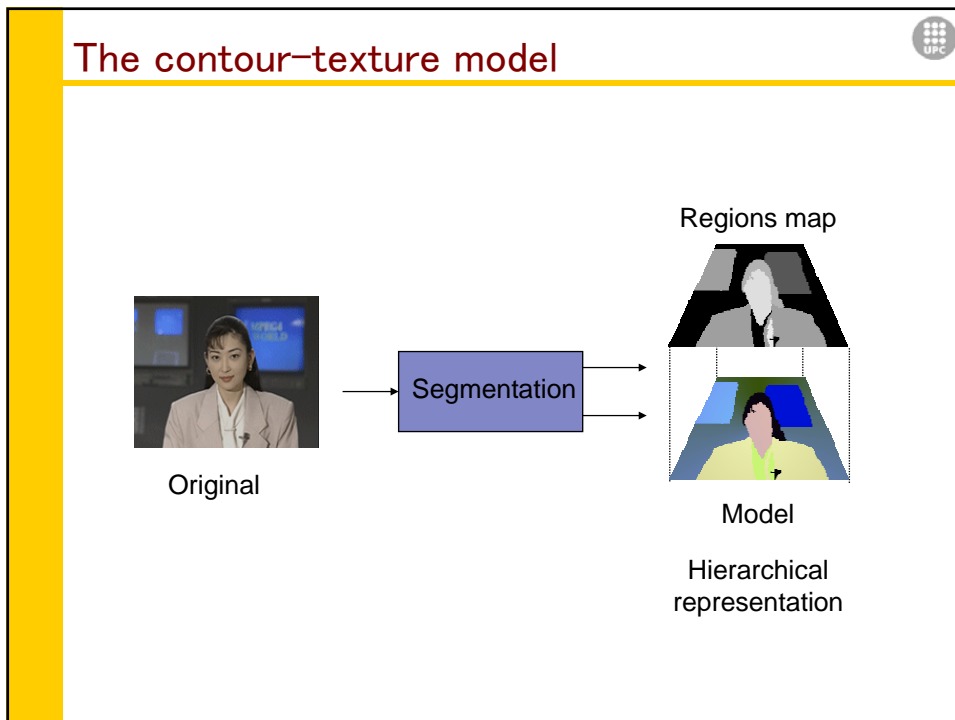 The contour-texture model
UPC
Regions map
MPEG4
WORLD
Segmentation
Original
Model
Hierarchical
representation